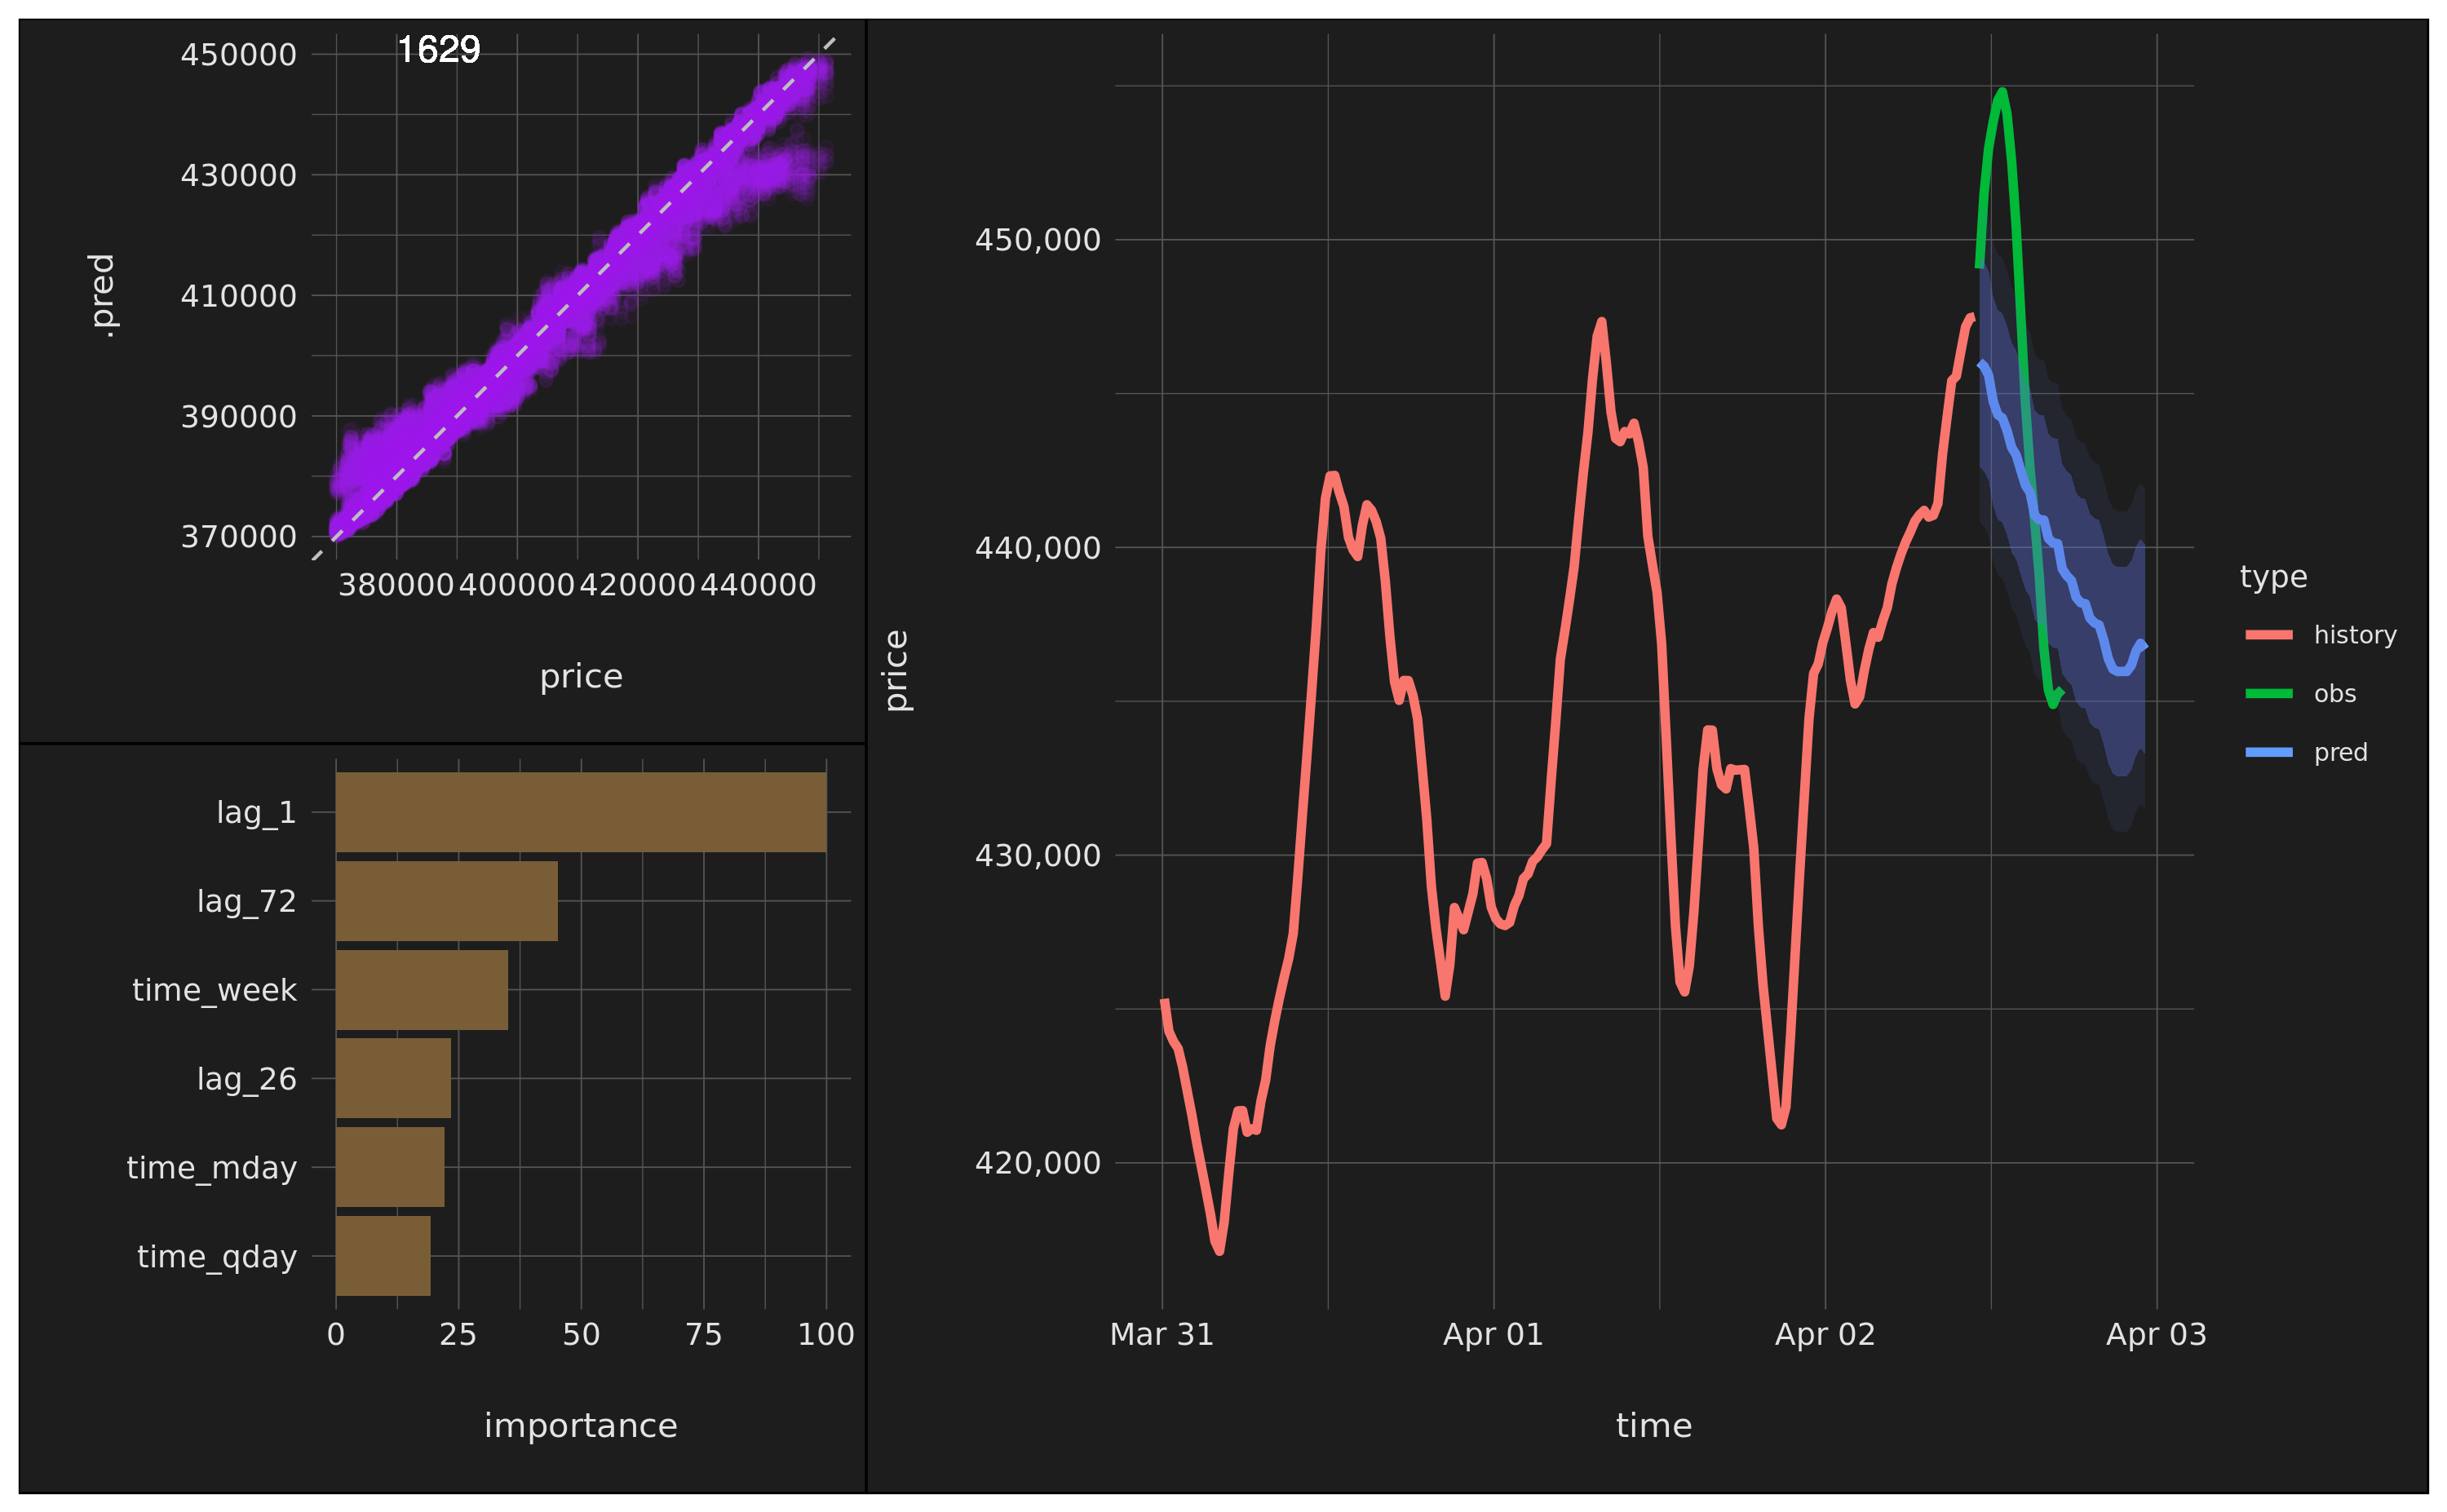 1629
450000
430000
410000
390000
370000
.pred
380000 400000 420000 440000
price
lag_1
lag_72
time_week
lag_26
time_mday
time_qday
0 25 50 75 100
importance
450,000
440,000
430,000
420,000
price
Mar 31 Apr 01 Apr 02 Apr 03
time
type
history
obs
pred